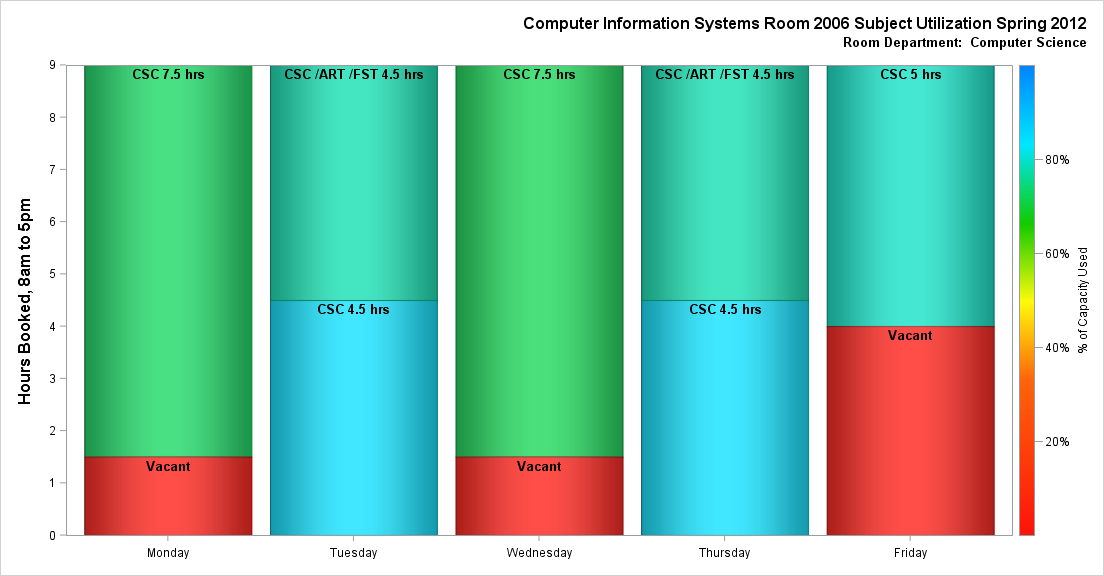 Computer Information Systems Room 2006 Subject Utilization Spring 2012
Room Department:  Computer Science
Hours Booked, 8am to 5pm
9
8
7
6
5
4
3
2
1
0
CSC 7.5 hrs
Vacant
CSC /ART /FST 4.5 hrs
CSC 4.5 hrs
CSC 7.5 hrs
Vacant
CSC /ART /FST 4.5 hrs
CSC 4.5 hrs
CSC 5 hrs
Vacant
Monday
Tuesday
Wednesday
Thursday
Friday
80%
60%
40%
20%
% of Capacity Used